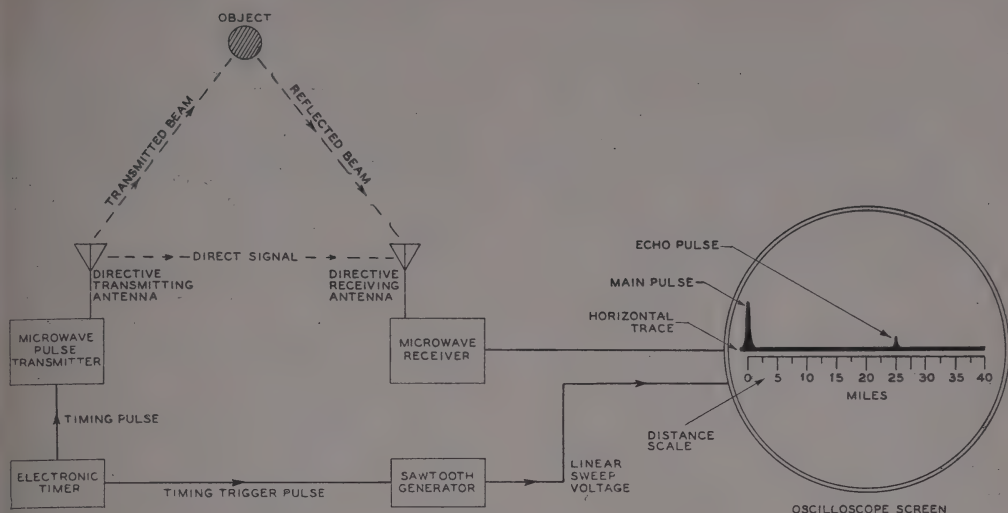 OBJECT
TRANSMITTED BEAM
REFLECTED BEAM
DIRECT SIGNAL
DIRECTIVE
TRANSMITTING
ANTENNA
DIRECTIVE
RECEIVING
ANTENNA
MICROWAVE
PULSE
TRANSMITTER
MICROWAVE
RECEIVER
ECHO PULSE
MAIN PULSE
HORIZONTAL
TRACE
0 5 10 15 20 25 30 35 40
MILES
DISTANCE
SCALE
TIMING PULSE
ELECTRONIC
TIMER
TIMING TRIGGER PULSE
SAWTOOTH
GENERATOR
LINEAR
SWEEP
VOLTAGE
OSCILLOSCOPE SCREEN